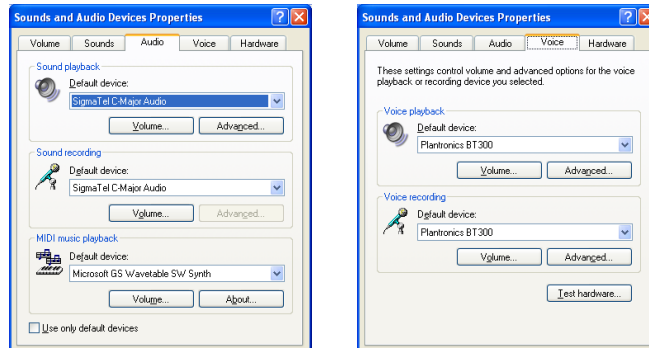 Sounds and Audio Devices Properties
Volume Sounds Audio Voice Hardware
Sound playback
Default device:
SigmaTel C-Major Audio
Volume... Advanced...
Sound recording
Default device:
SigmaTel C-Major Audio
Volume... Advanced...
MIDI music playback
Default device:
Microsoft GS Wavetable SW Synth
Volume... About...
Use only default devices
Sounds and Audio Devices Properties
Volume Sounds Audio Voice Hardware
These settings control volume and advanced options for the voice
playback or recording device you selected.
Voice playback
Default device:
Plantronics BT300
Volume... Advanced...
Voice recording
Default device:
Plantronics BT300
Volume... Advanced...
Test hardware...